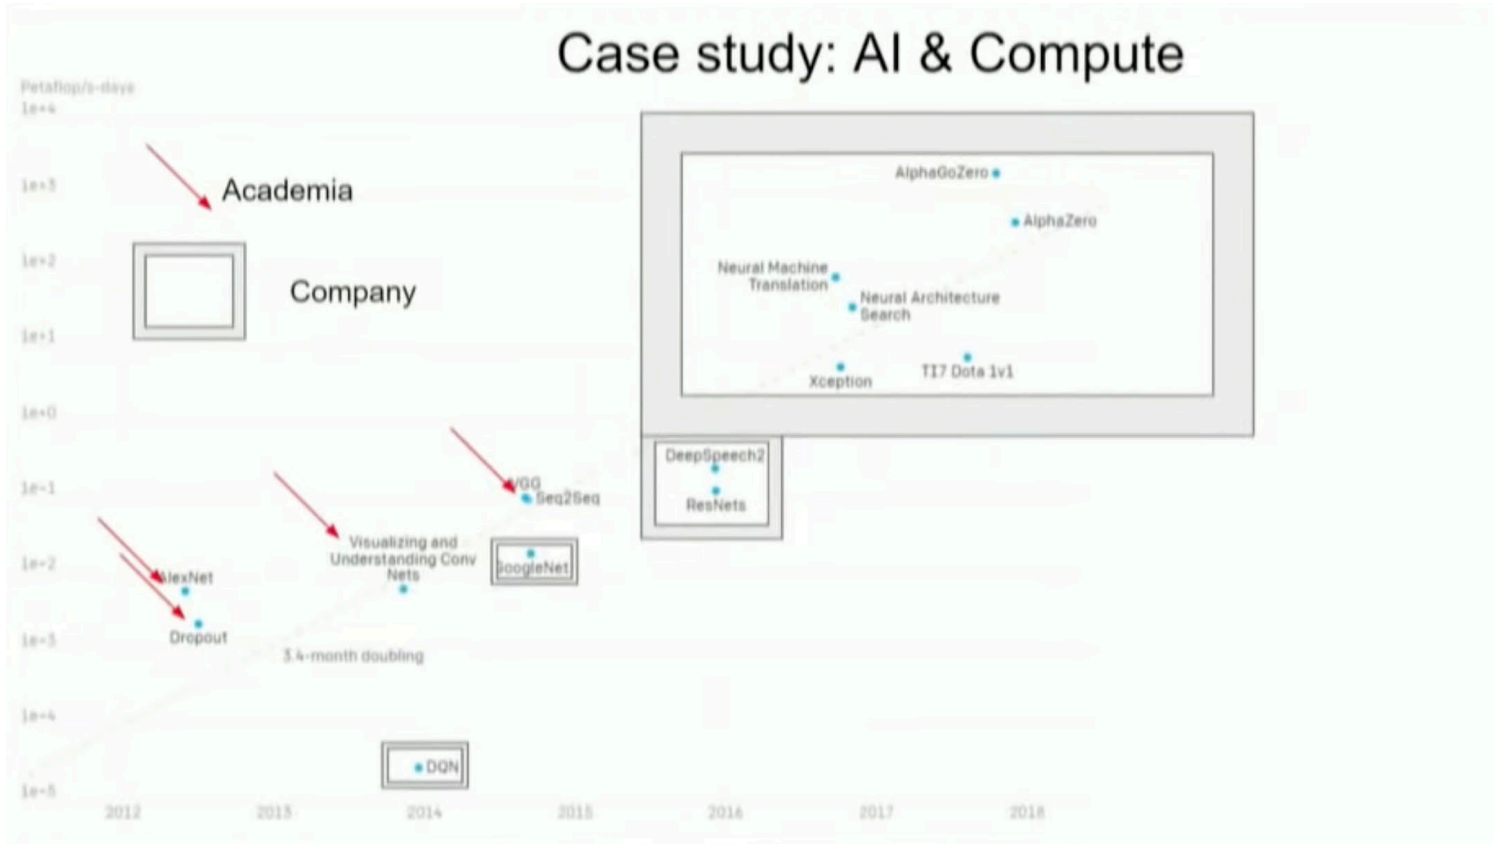 Case study: AI & Compute
Petaflop/s-days
1e+4
1e+3
1e+2
1e+1
1e+0
1e-1
1e-2
1e-3
1e-4
1e-5
Academia
Company
AlphaGoZero
AlphaZero
Neural Machine
Translation
Neural Architecture
Search
Xception
TI7 Dota 1v1
DeepSpeech2
ResNets
VGG
Seq2Seq
GoogleNet
Visualizing and
Understanding Conv
Nets
AlexNet
Dropout
3.4-month doubling
DQN
2012
2013
2014
2015
2016
2017
2018